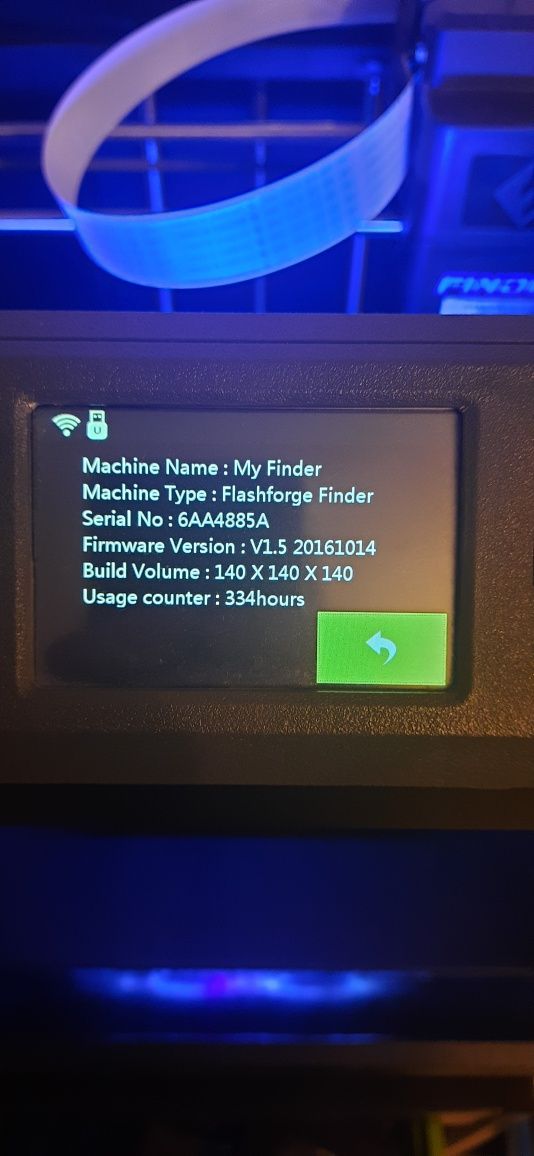 Machine Name : My Finder
Machine Type : Flashforge Finder
Serial No : 6AA4885A
Firmware Version : V1.5 20161014
Build Volume : 140 X 140 X 140
Usage counter : 334hours